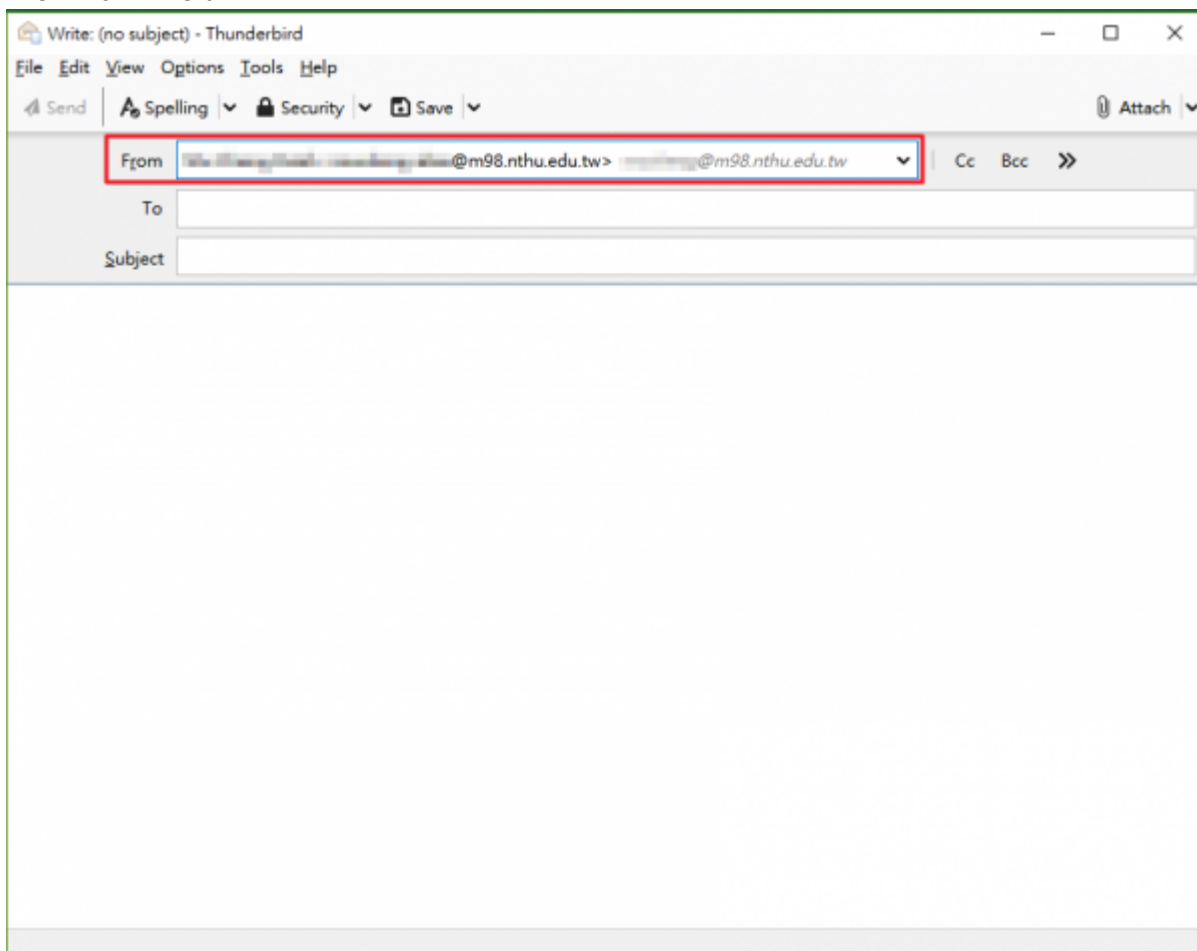 Write: (no subject) - Thunderbird
File Edit View Options Tools Help
Send Spelling Security Save Attach
From @m98.nthu.edu.tw> @m98.nthu.edu.tw Cc Bcc »
To
Subject